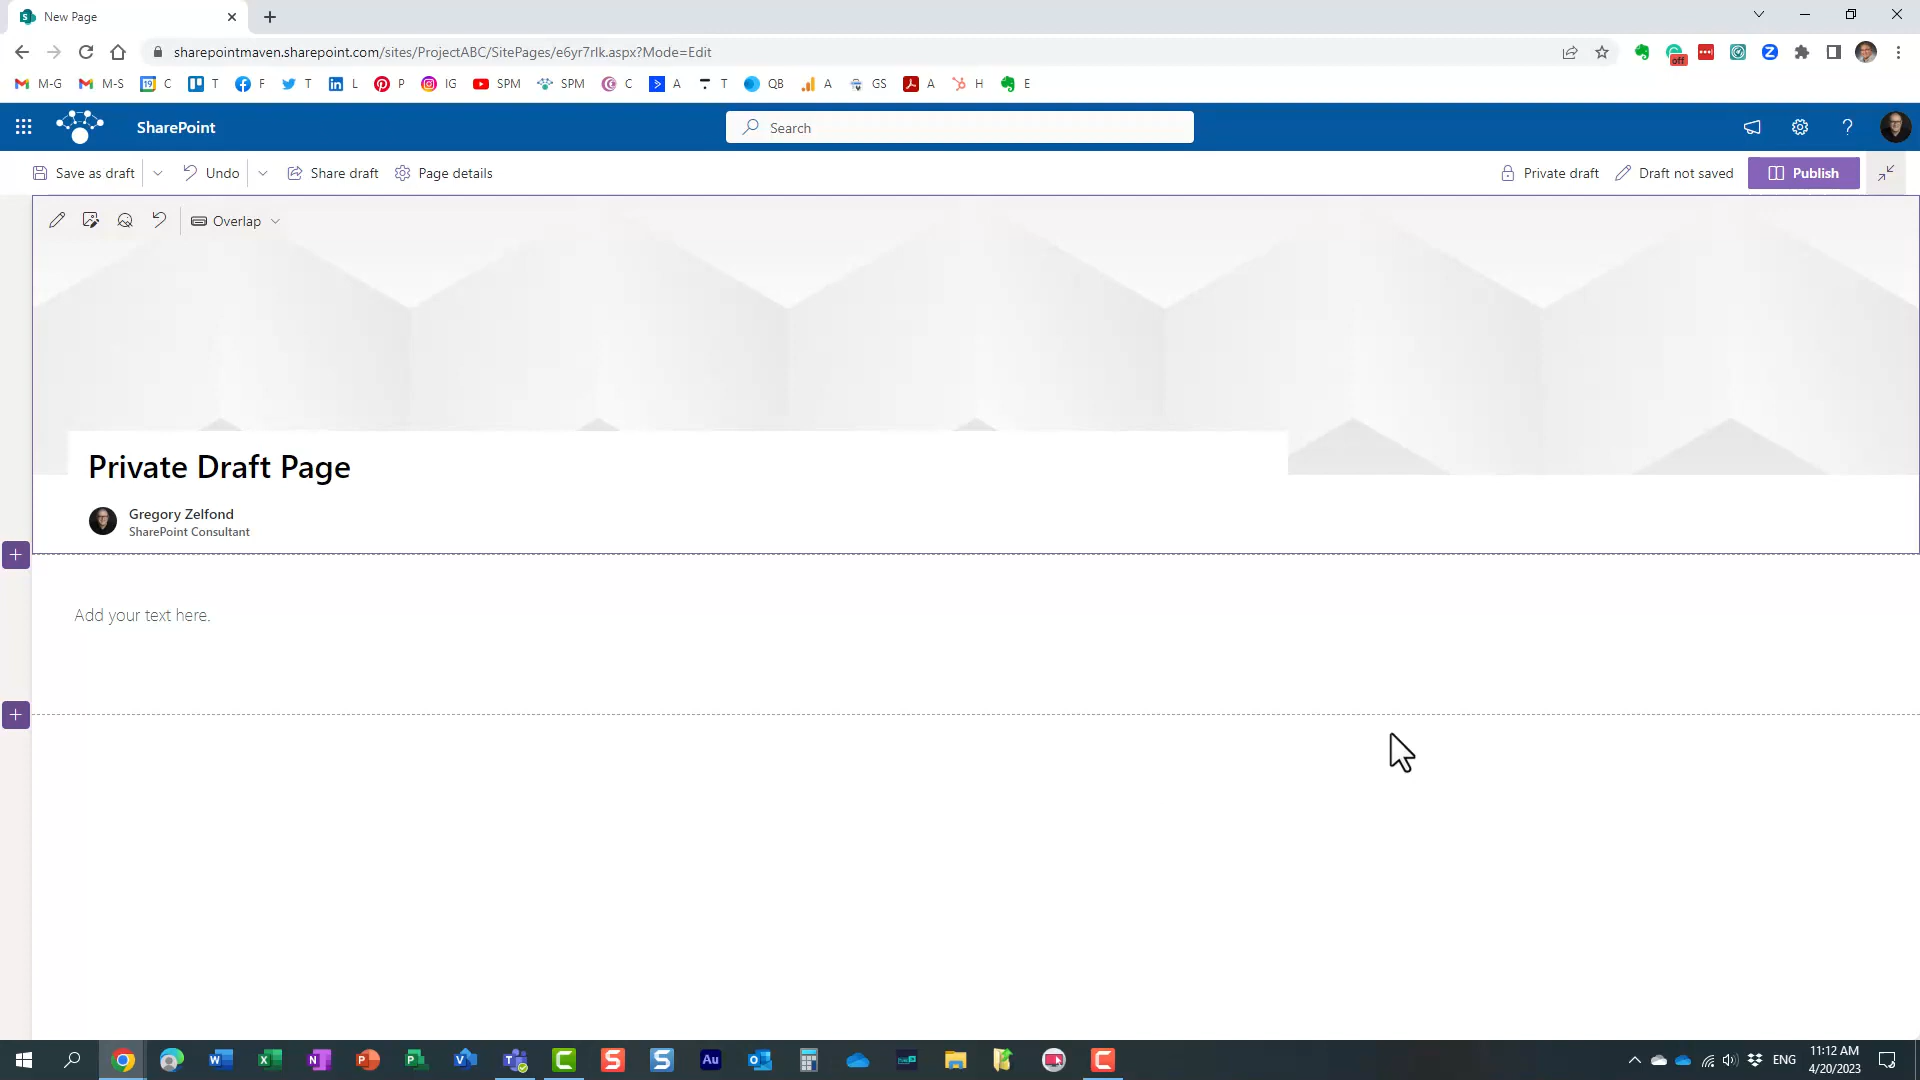 New Page
sharepointmaven.sharepoint.com/sites/ProjectABC/SitePages/e6yr7rlk.aspx?Mode=Edit
off
M-G M-S C T F T L P IG SPM SPM C A T QB A GS A H E
SharePoint
Search
Save as draft Undo Share draft Page details Private draft Draft not saved Publish
Overlap
Private Draft Page
Gregory Zelfond
SharePoint Consultant
Add your text here.
ENG 11:12 AM
4/20/2023